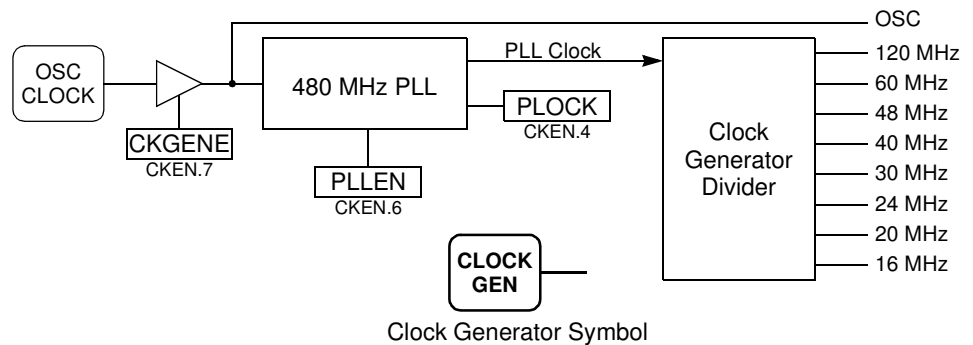 OSC
OSC
CLOCK
480 MHz PLL
PLL Clock
PLOCK
CKEN.4
CKGENE
CKEN.7
PLLEN
CKEN.6
Clock
Generator
Divider
120 MHz
60 MHz
48 MHz
40 MHz
30 MHz
24 MHz
20 MHz
16 MHz
CLOCK
GEN
Clock Generator Symbol